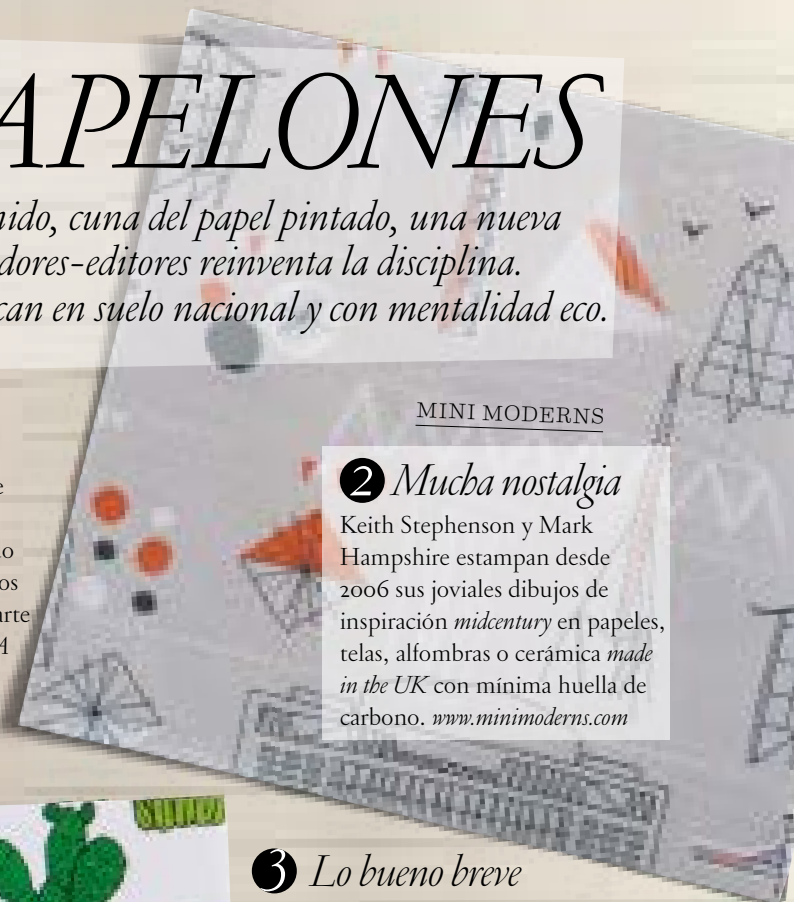 APELONES
nido, cuna del papel pintado, una nueva
dores-editores reinventa la disciplina.
can en suelo nacional y con mentalidad eco.
MINI MODERNS
2 Mucha nostalgia
Keith Stephenson y Mark
Hampshire estampan desde
2006 sus joviales dibujos de
inspiración midcentury en papeles,
telas, alfombras o cerámica made
in the UK con mínima huella de
carbono. www.minimoderns.com
e
o
os
arte
A
3 Lo bueno breve